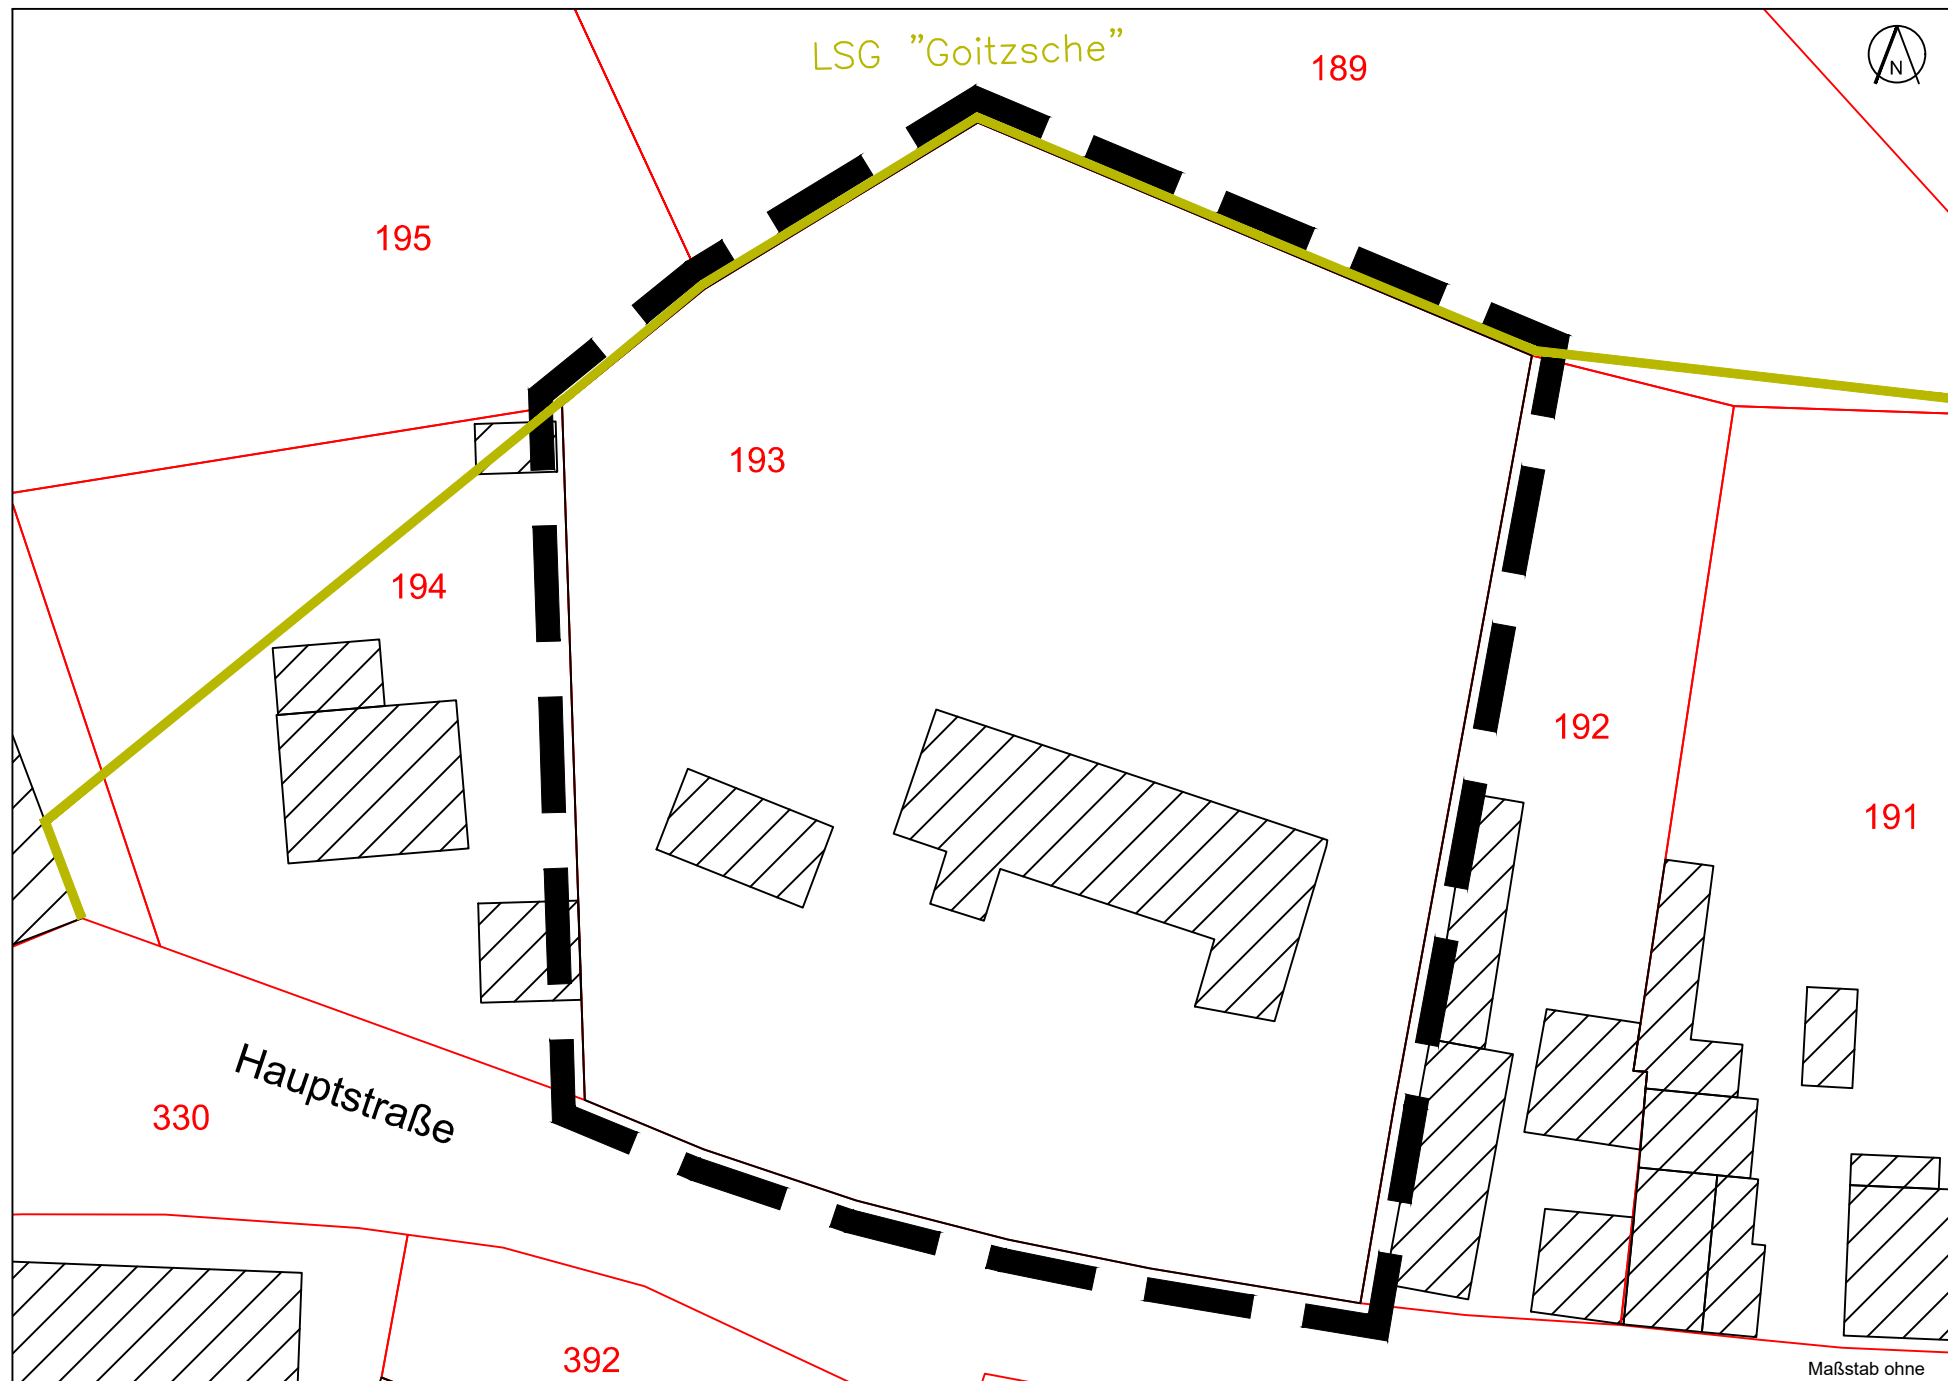 LSG "Goitzsche"
189
N
195
193
194
192
191
Hauptstraße
330
392
Maßstab ohne